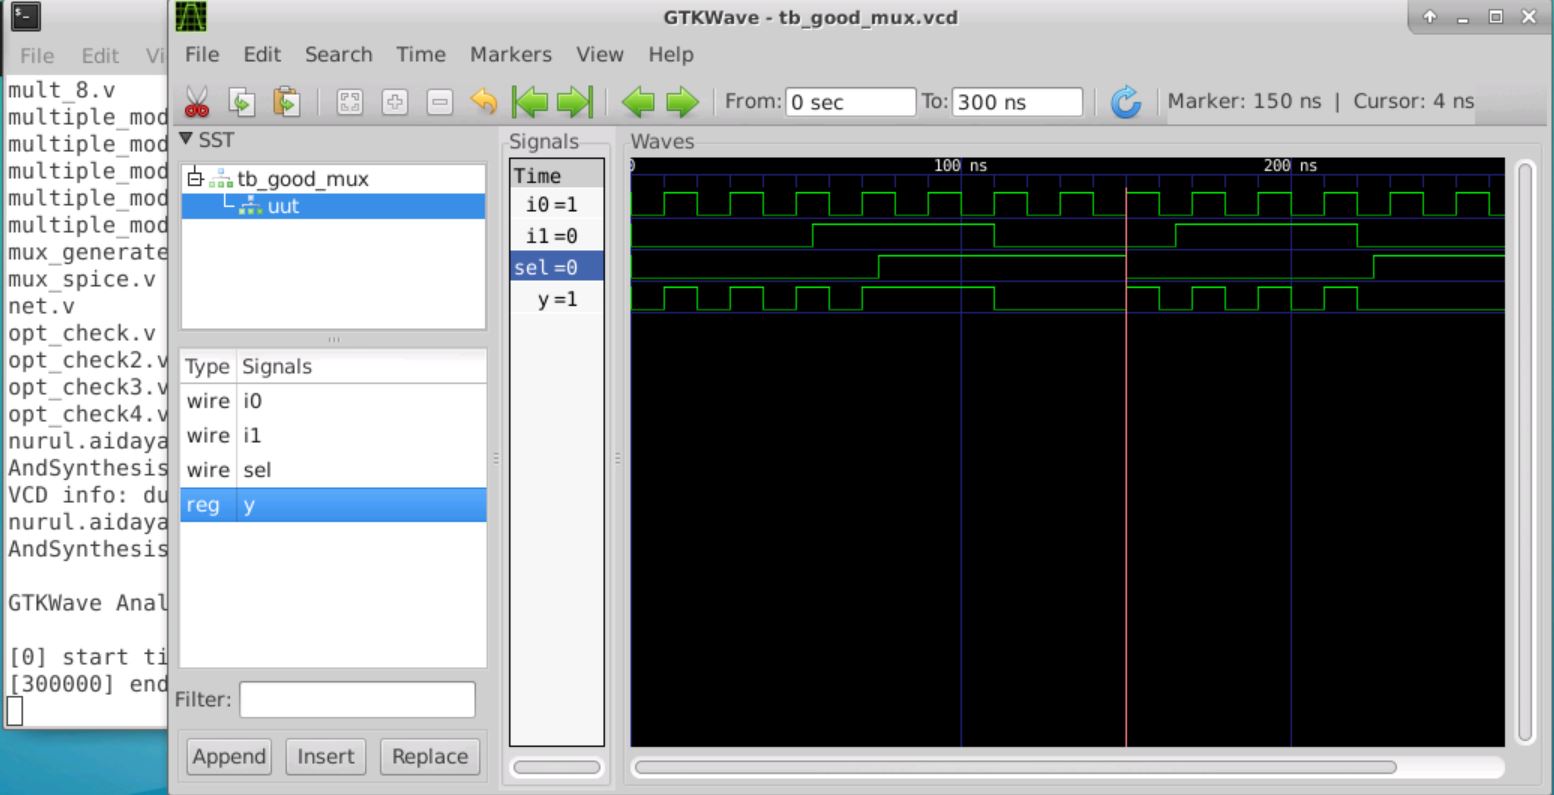 GTKWave - tb_good_mux.vcd
File Edit Vi
mult_8.v
multiple_mod
multiple_mod
multiple_mod
multiple_mod
multiple_mod
mux_generate
mux_spice.v
net.v
opt_check.v
opt_check2.v
opt_check3.v
opt_check4.v
nurul.aidaya
AndSynthesis
VCD info: du
nurul.aidaya
AndSynthesis
GTKWave Anal
[0] start ti
[300000] end
File Edit Search Time Markers View Help
From: 0 sec To: 300 ns Marker: 150 ns | Cursor: 4 ns
SST
tb_good_mux
uut
Type Signals
wire i0
wire i1
wire sel
reg y
Filter:
Append Insert Replace
Signals
Time
i0=1
i1=0
sel=0
y=1
Waves
0 100 ns 200 ns